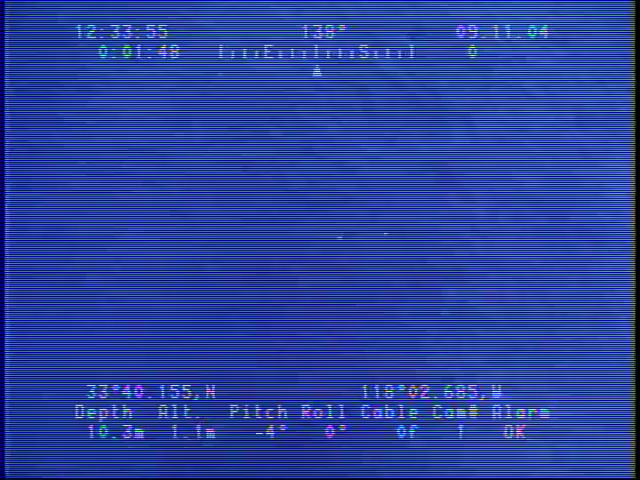 12:33:55 138° 09.11.04
0:01:48 E S 0
33°40.155,N 118°02.685,W
Depth Alt. Pitch Roll Cable Cam# Alarm
10.3m 1.1m -4° 0° 0f 1 OK